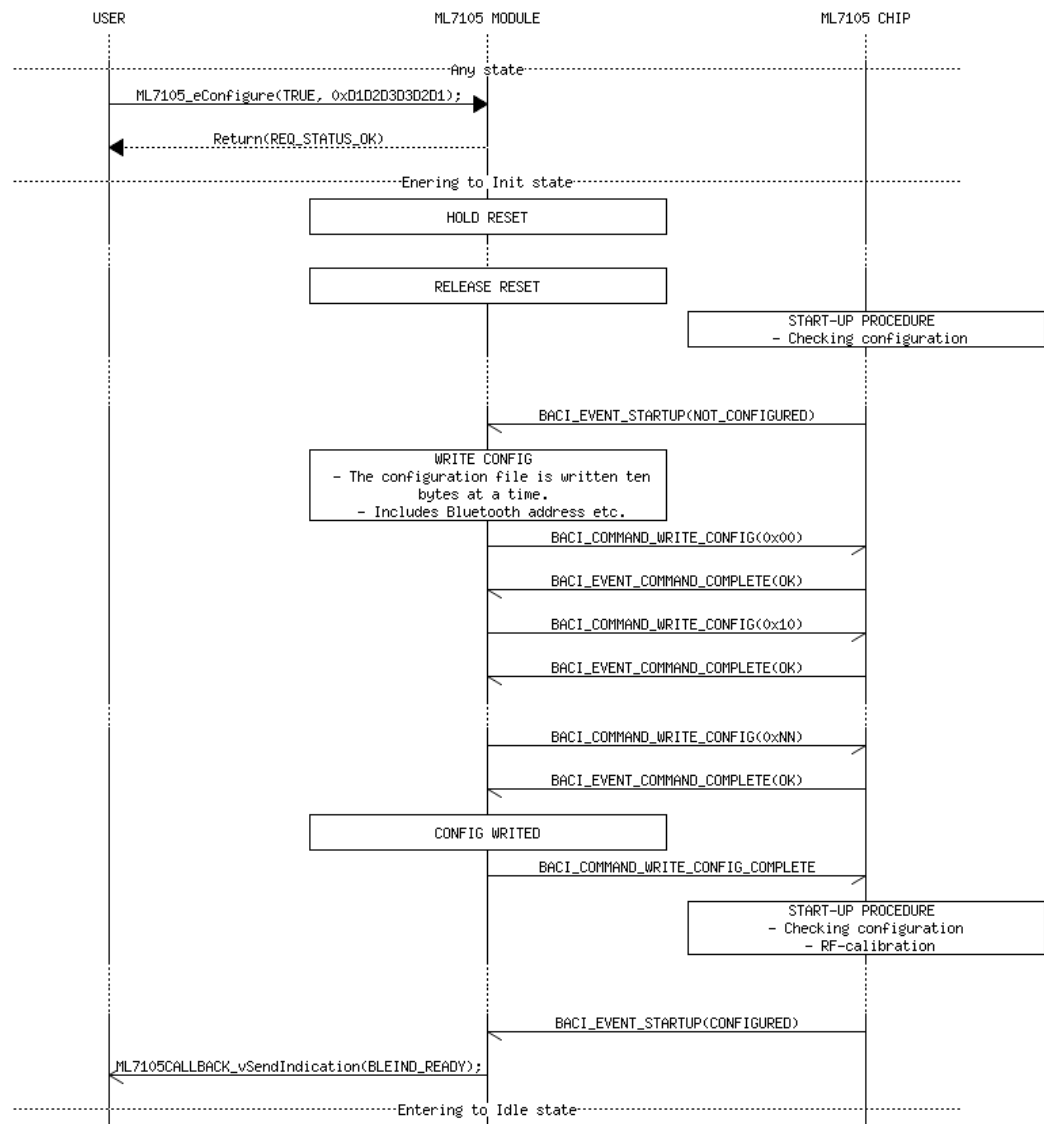 USER ML7105 MODULE ML7105 CHIP
Any state
ML7105_eConfigure(TRUE, 0xD1D2D3D3D2D1);
Return(REQ_STATUS_OK)
Enering to Init state
HOLD RESET
RELEASE RESET
START-UP PROCEDURE
- Checking configuration
BACI_EVENT_STARTUP(NOT_CONFIGURED)
WRITE CONFIG
- The configuration file is written ten
bytes at a time.
- Includes Bluetooth address etc.
BACI_COMMAND_WRITE_CONFIG(0x00)
BACI_EVENT_COMMAND_COMPLETE(OK)
BACI_COMMAND_WRITE_CONFIG(0x10)
BACI_EVENT_COMMAND_COMPLETE(OK)
BACI_COMMAND_WRITE_CONFIG(0xNN)
BACI_EVENT_COMMAND_COMPLETE(OK)
CONFIG WRITED
BACI_COMMAND_WRITE_CONFIG_COMPLETE
START-UP PROCEDURE
- Checking configuration
- RF-calibration
BACI_EVENT_STARTUP(CONFIGURED)
ML7105CALLBACK_vSendIndication(BLEIND_READY);
Entering to Idle state